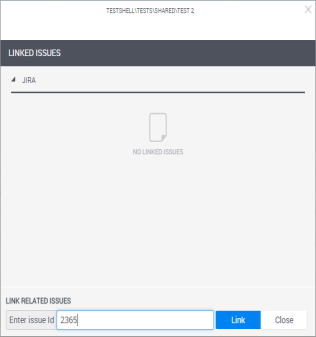 TESTSHELL\TESTS\SHARED\TEST 2
X
LINKED ISSUES
JIRA
NO LINKED ISSUES
LINK RELATED ISSUES
Enter issue Id 2365 Link Close